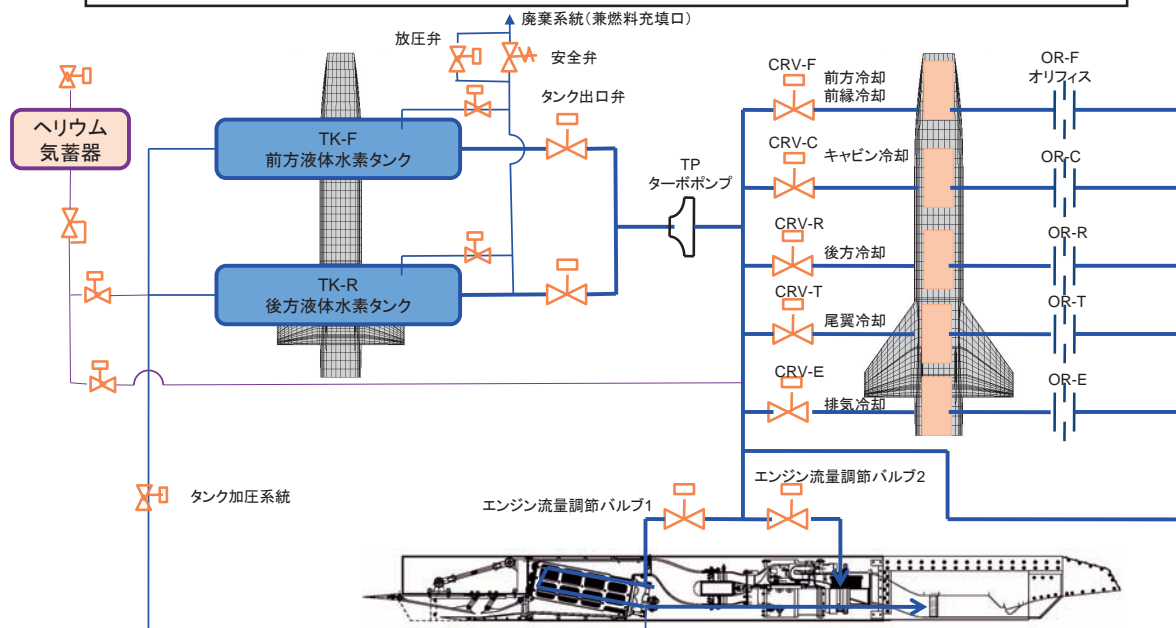 廃棄系統(兼燃料充填口)
放圧弁
安全弁
ヘリウム
気蓄器
TK-F
前方液体水素タンク
タンク出口弁
TP
ターボポンプ
TK-R
後方液体水素タンク
CRV-F
前方冷却
前縁冷却
OR-F
オリフィス
CRV-C
キャビン冷却
OR-C
CRV-R
後方冷却
OR-R
CRV-T
尾翼冷却
OR-T
CRV-E
排気冷却
OR-E
タンク加圧系統
エンジン流量調節バルブ1
エンジン流量調節バルブ2